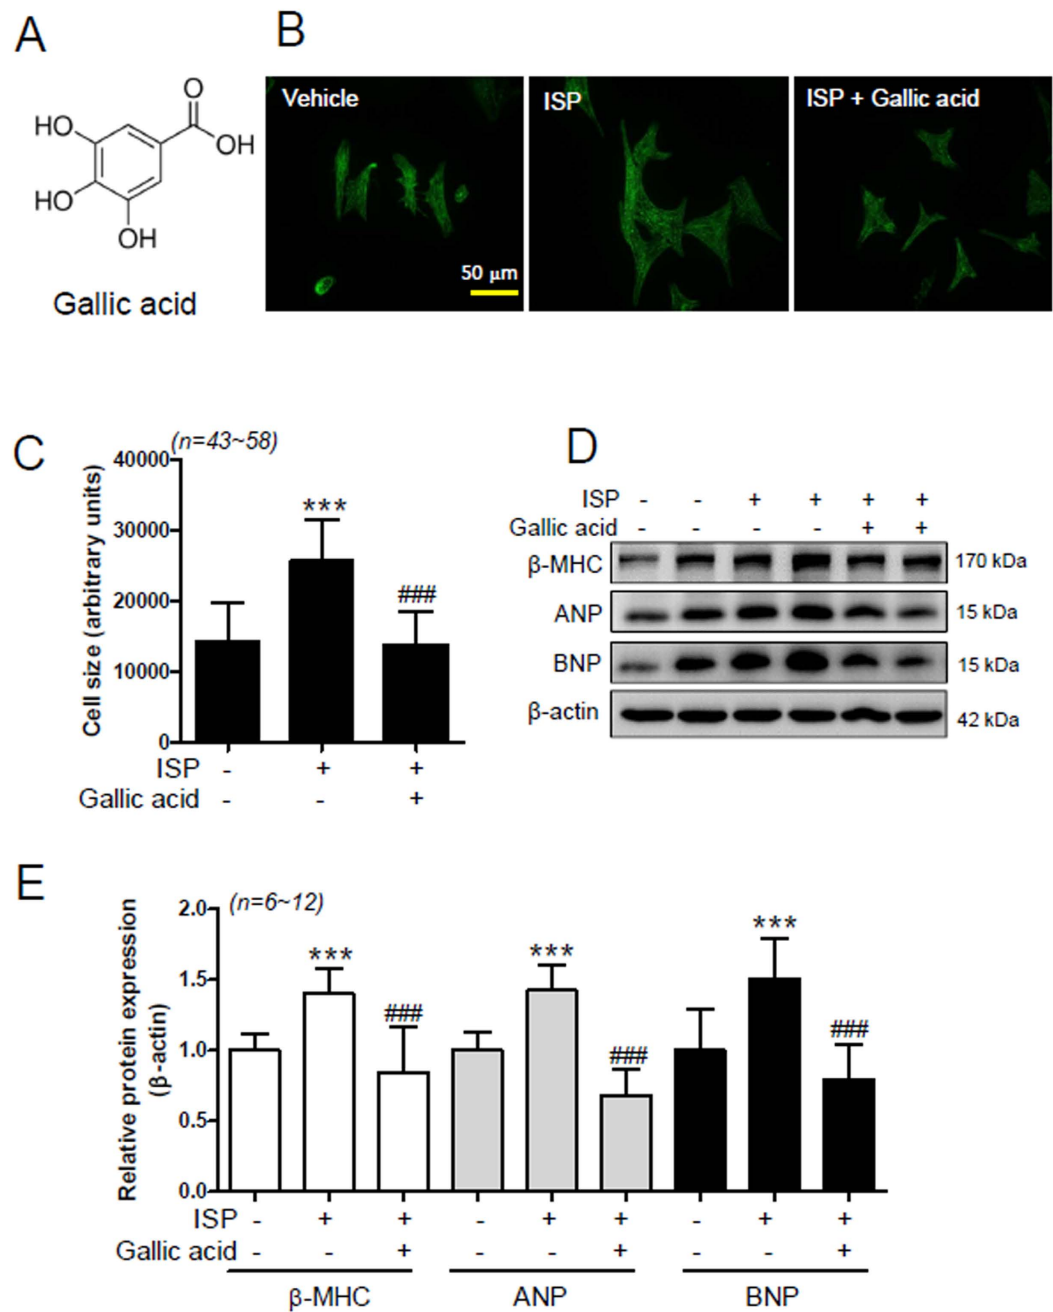 A
B
O
HO
OH
HO
OH
Gallic acid
Vehicle
ISP
ISP + Gallic acid
50 μm
C
(n=43~58)
Cell size (arbitrary units)
40000
30000
20000
10000
0
***
###
ISP - + +
Gallic acid - - +
D
ISP - - + + + +
Gallic acid - - - - + +
β-MHC 170 kDa
ANP 15 kDa
BNP 15 kDa
β-actin 42 kDa
E
(n=6~12)
Relative protein expression
(β-actin)
2.0
1.5
1.0
0.5
0.0
*** ### *** ### *** ###
ISP - + + - + + - + +
Gallic acid - - + - - + - - +
β-MHC ANP BNP